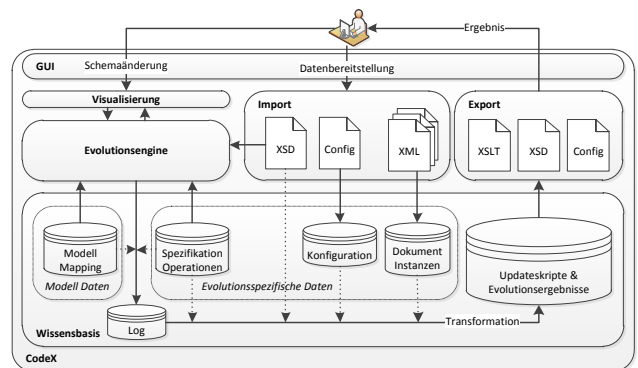 Ergebnis
GUI
Schemaänderung
Datenbereitstellung
Visualisierung
Import
Export
Evolutionsengine
XSD
Config
XML
XSLT
XSD
Config
Modell
Mapping
Spezifikation
Operationen
Konfiguration
Dokument
Instanzen
Updateskripte &
Evolutionsergebnisse
Modell Daten
Evolutionsspezifische Daten
Log
Transformation
Wissensbasis
CodeX